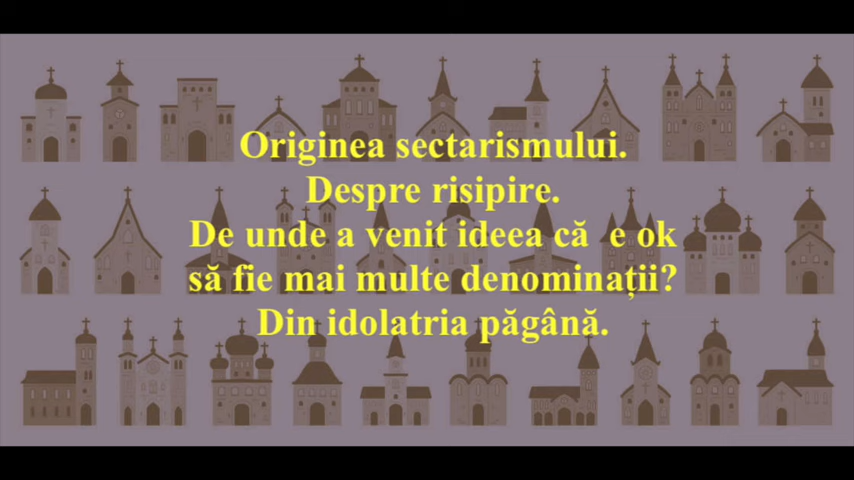 Originea sectarismului.
Despre risipire.
De unde a venit ideea că e ok
să fie mai multe denominații?
Din idolatria păgână.